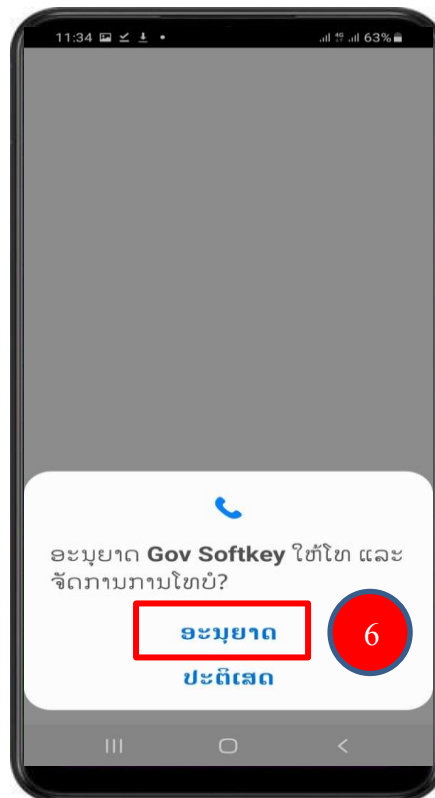 11:34
63%
ອະນຸຍາດ Gov Softkey ໃຫ້ໂທ ແລະ
ຈັດການການໂທບໍ?
ອະນຸຍາດ
6
ປະຕິເສດ